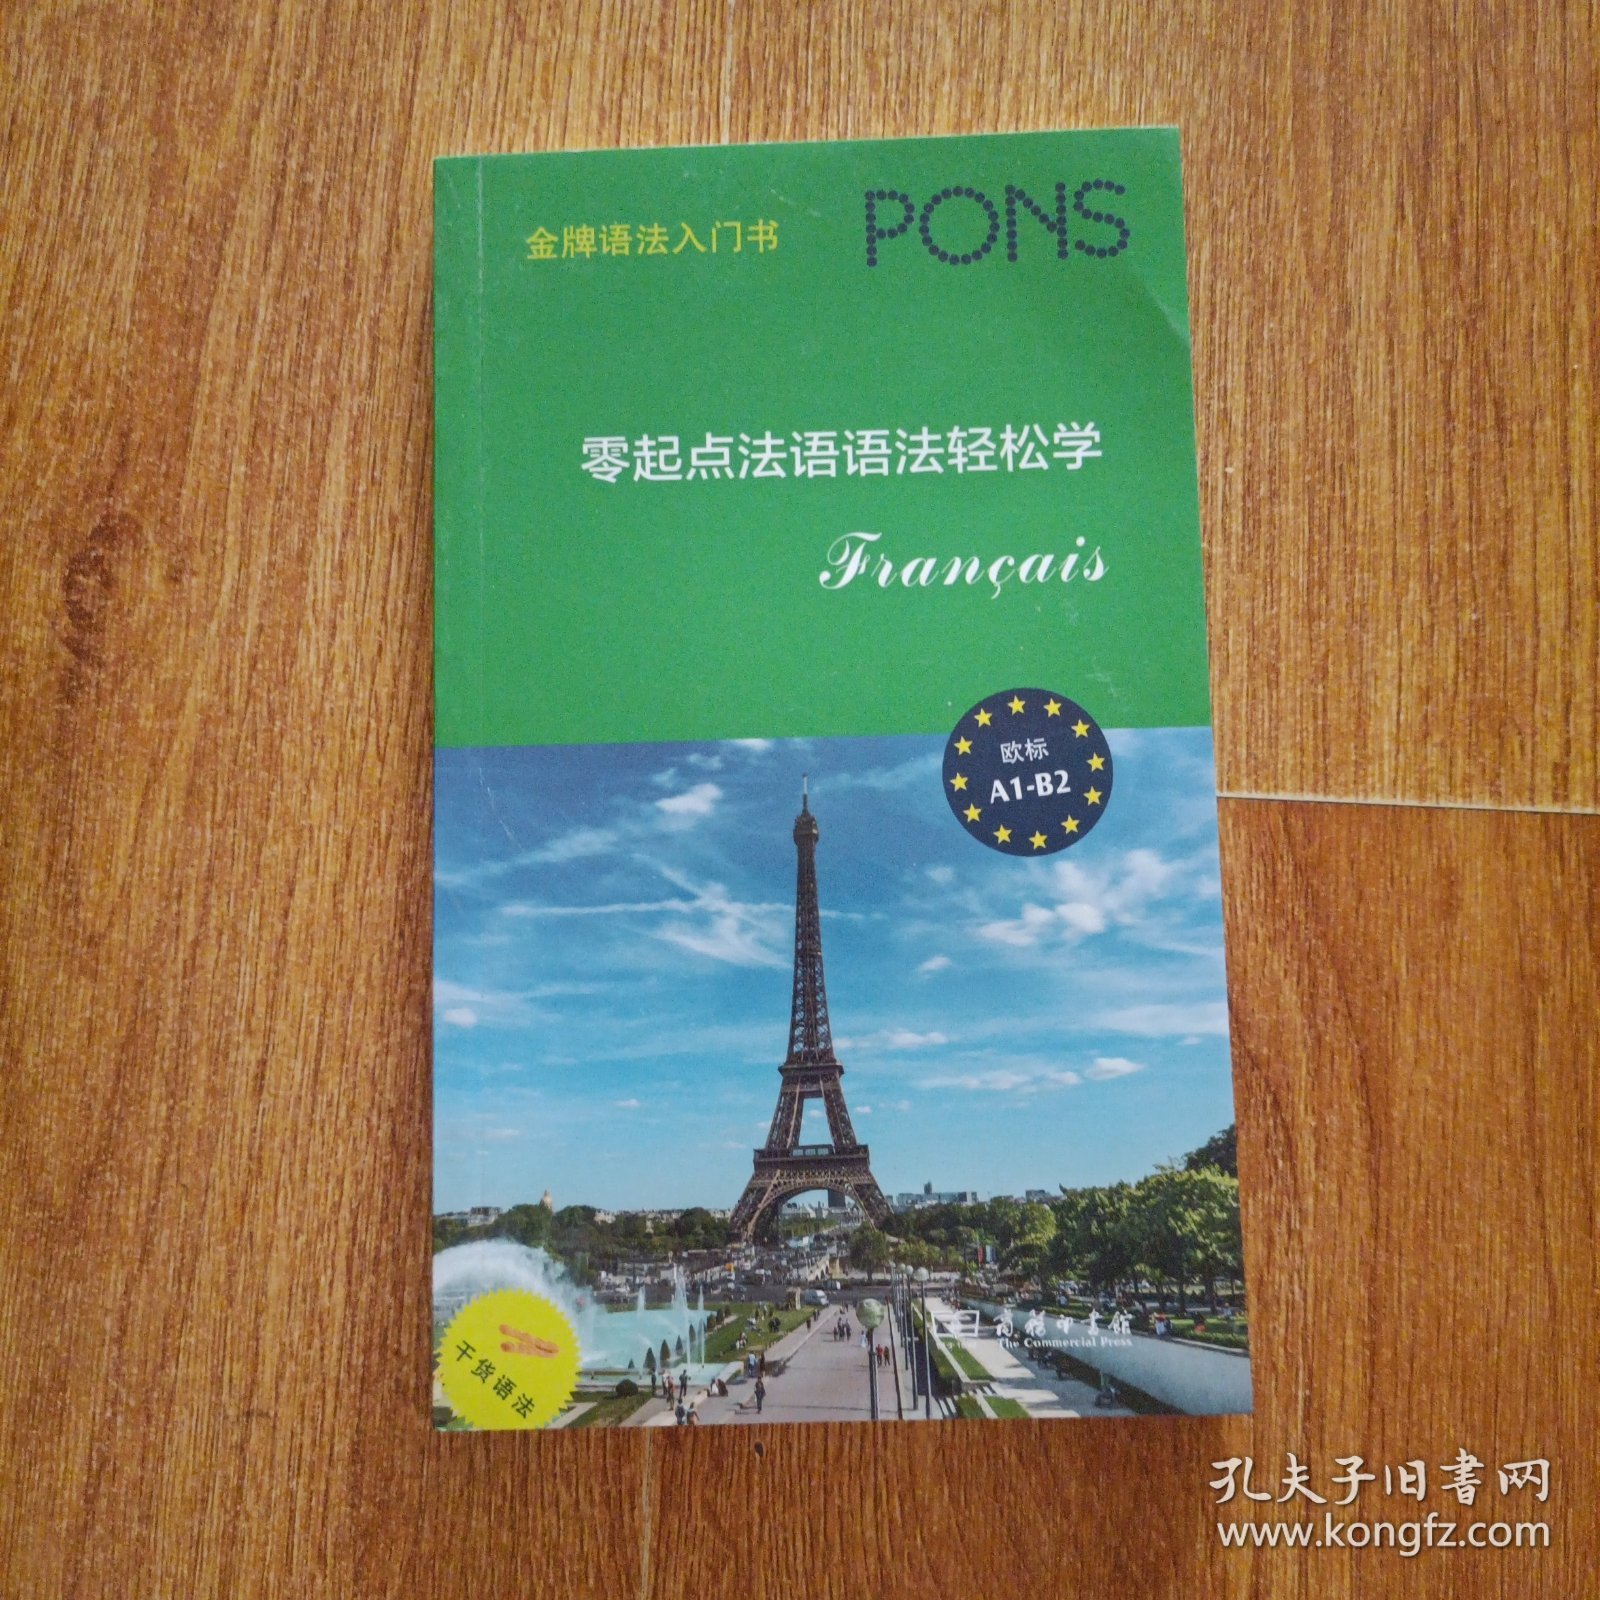 金牌语法入门书
PONS
零起点法语语法轻松学
Français
欧标
A1-B2
商务印书馆
The Commercial Press
干货语法
孔夫子旧书网
www.kongfz.com